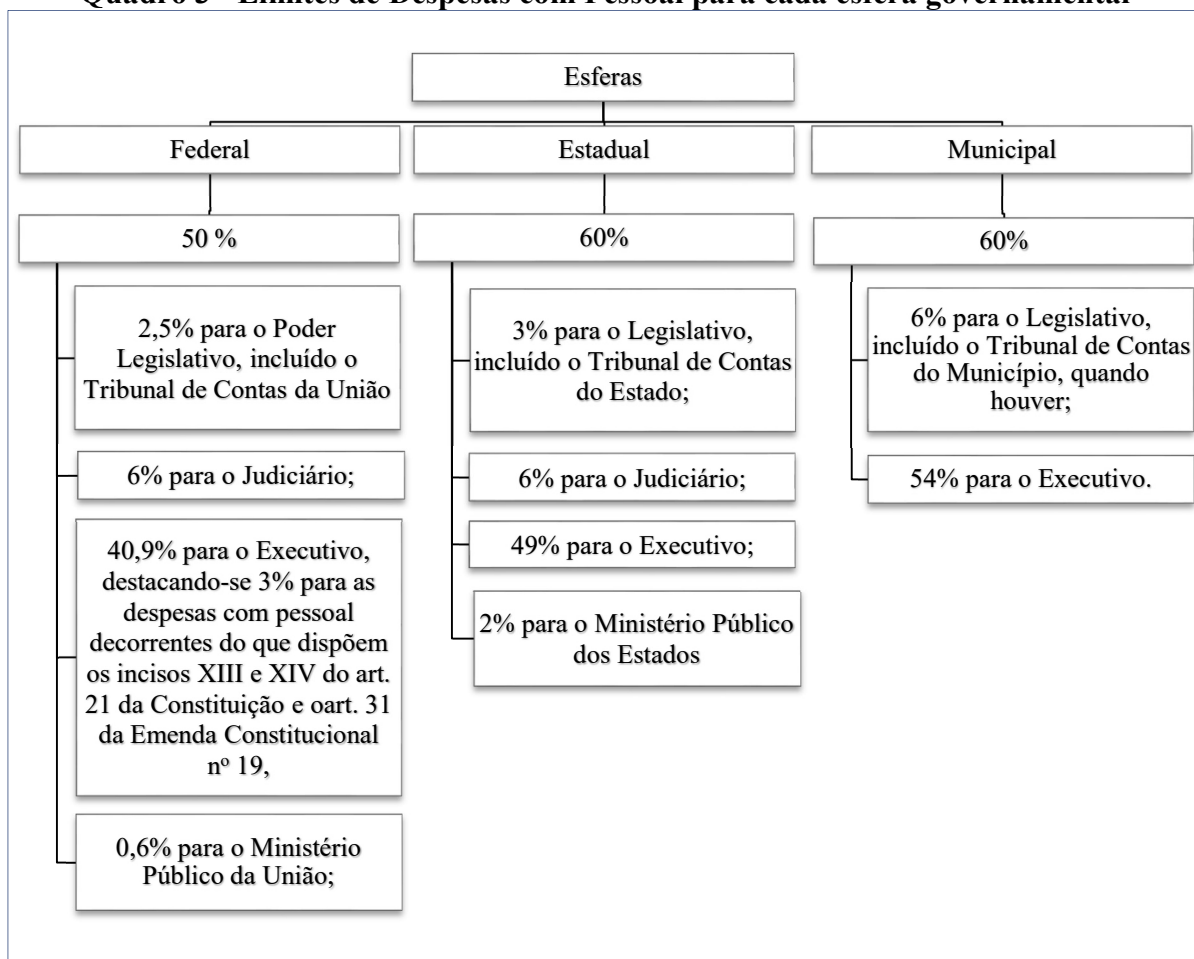 Quadro 3 - Limites de Despesas com Pessoal para cada esfera governamental
Esferas
Federal
Estadual
Municipal
50 %
60%
60%
2,5% para o Poder
Legislativo, incluído o
Tribunal de Contas da União
6% para o Judiciário;
40,9% para o Executivo,
destacando-se 3% para as
despesas com pessoal
decorrentes do que dispõem
os incisos XIII e XIV do art.
21 da Constituição e oart. 31
da Emenda Constitucional
nº 19,
0,6% para o Ministério
Público da União;
3% para o Legislativo,
incluído o Tribunal de Contas
do Estado;
6% para o Judiciário;
49% para o Executivo;
2% para o Ministério Público
dos Estados
6% para o Legislativo,
incluído o Tribunal de Contas
do Município, quando
houver;
54% para o Executivo.